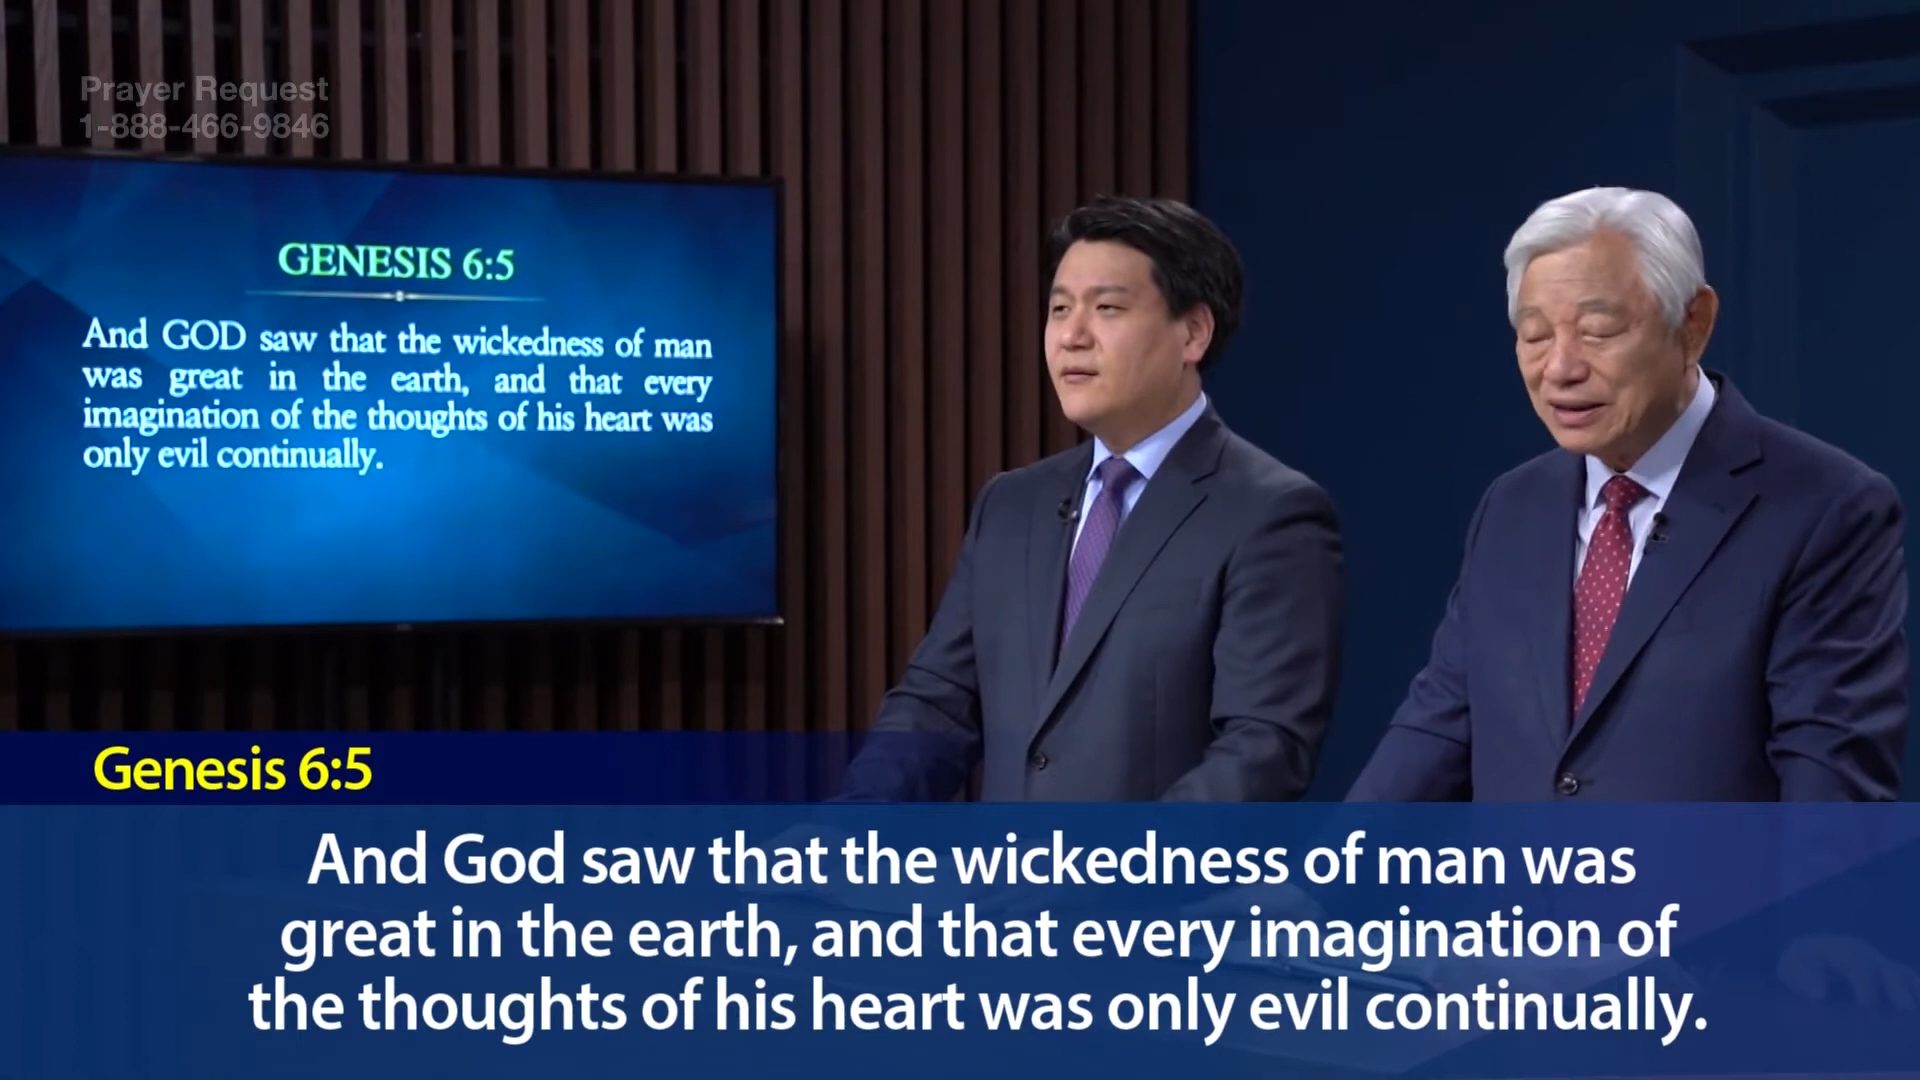 Prayer Request
1-888-466-9846
GENESIS 6:5
And GOD saw that the wickedness of man
was great in the earth, and that every
imagination of the thoughts of his heart was
only evil continually.
Genesis 6:5
And God saw that the wickedness of man was
great in the earth, and that every imagination of
the thoughts of his heart was only evil continually.